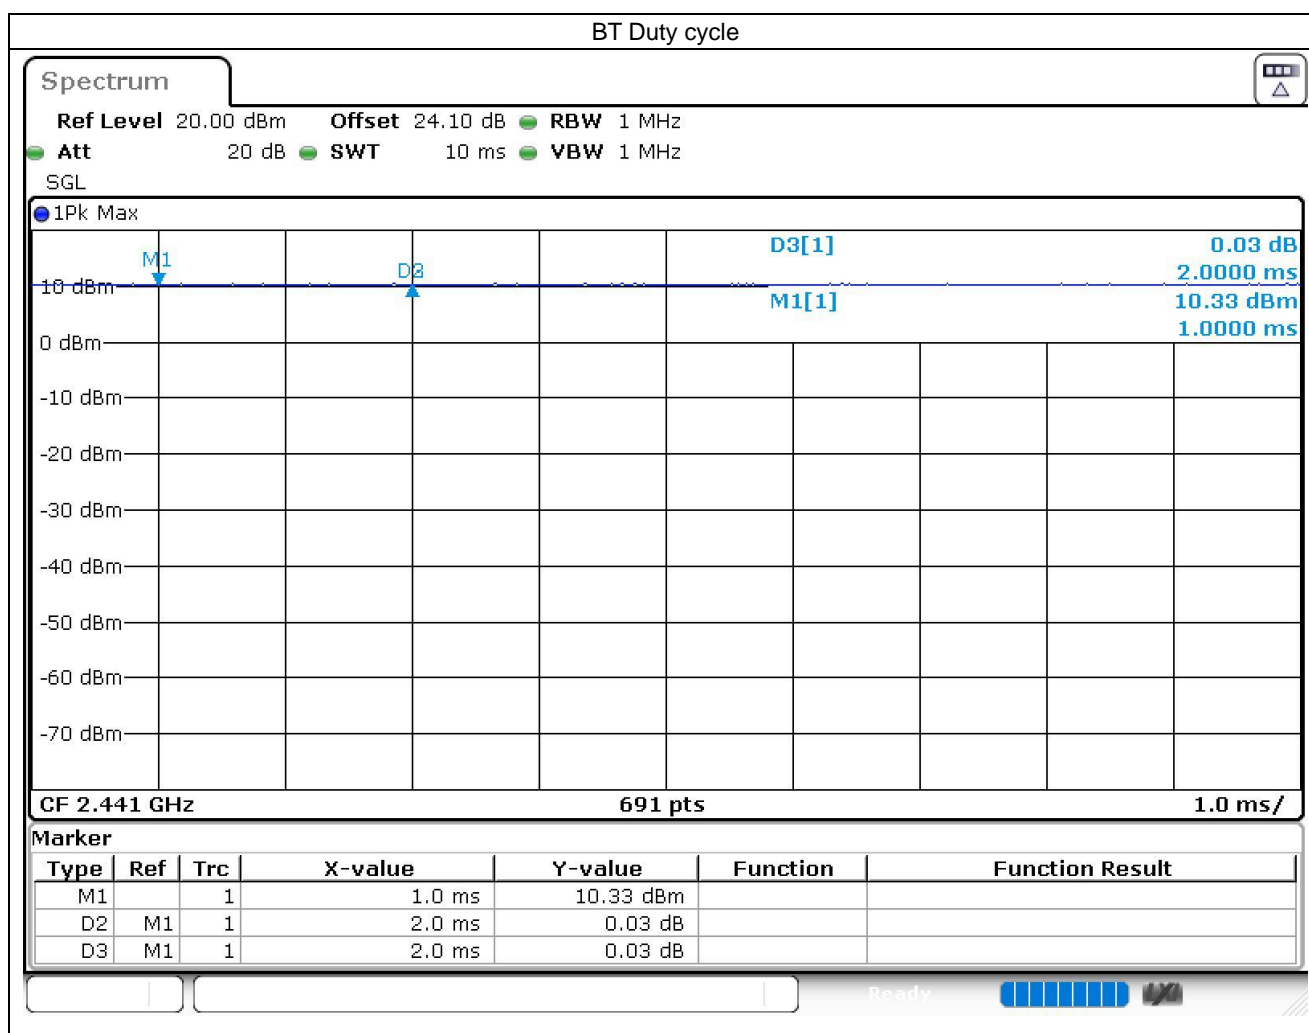 BT Duty cycle
Spectrum
Ref Level 20.00 dBm Offset 24.10 dB RBW 1 MHz
Att 20 dB SWT 10 ms VBW 1 MHz
SGL
1Pk Max
D3[1] 0.03 dB
2.0000 ms
M1[1] 10.33 dBm
1.0000 ms
M1
10 dBm
0 dBm
-10 dBm
-20 dBm
-30 dBm
-40 dBm
-50 dBm
-60 dBm
-70 dBm
CF 2.441 GHz 691 pts 1.0 ms/
Marker
Type Ref Trc X-value Y-value Function Function Result
M1 1 1.0 ms 10.33 dBm
D2 M1 1 2.0 ms 0.03 dB
D3 M1 1 2.0 ms 0.03 dB
Ready